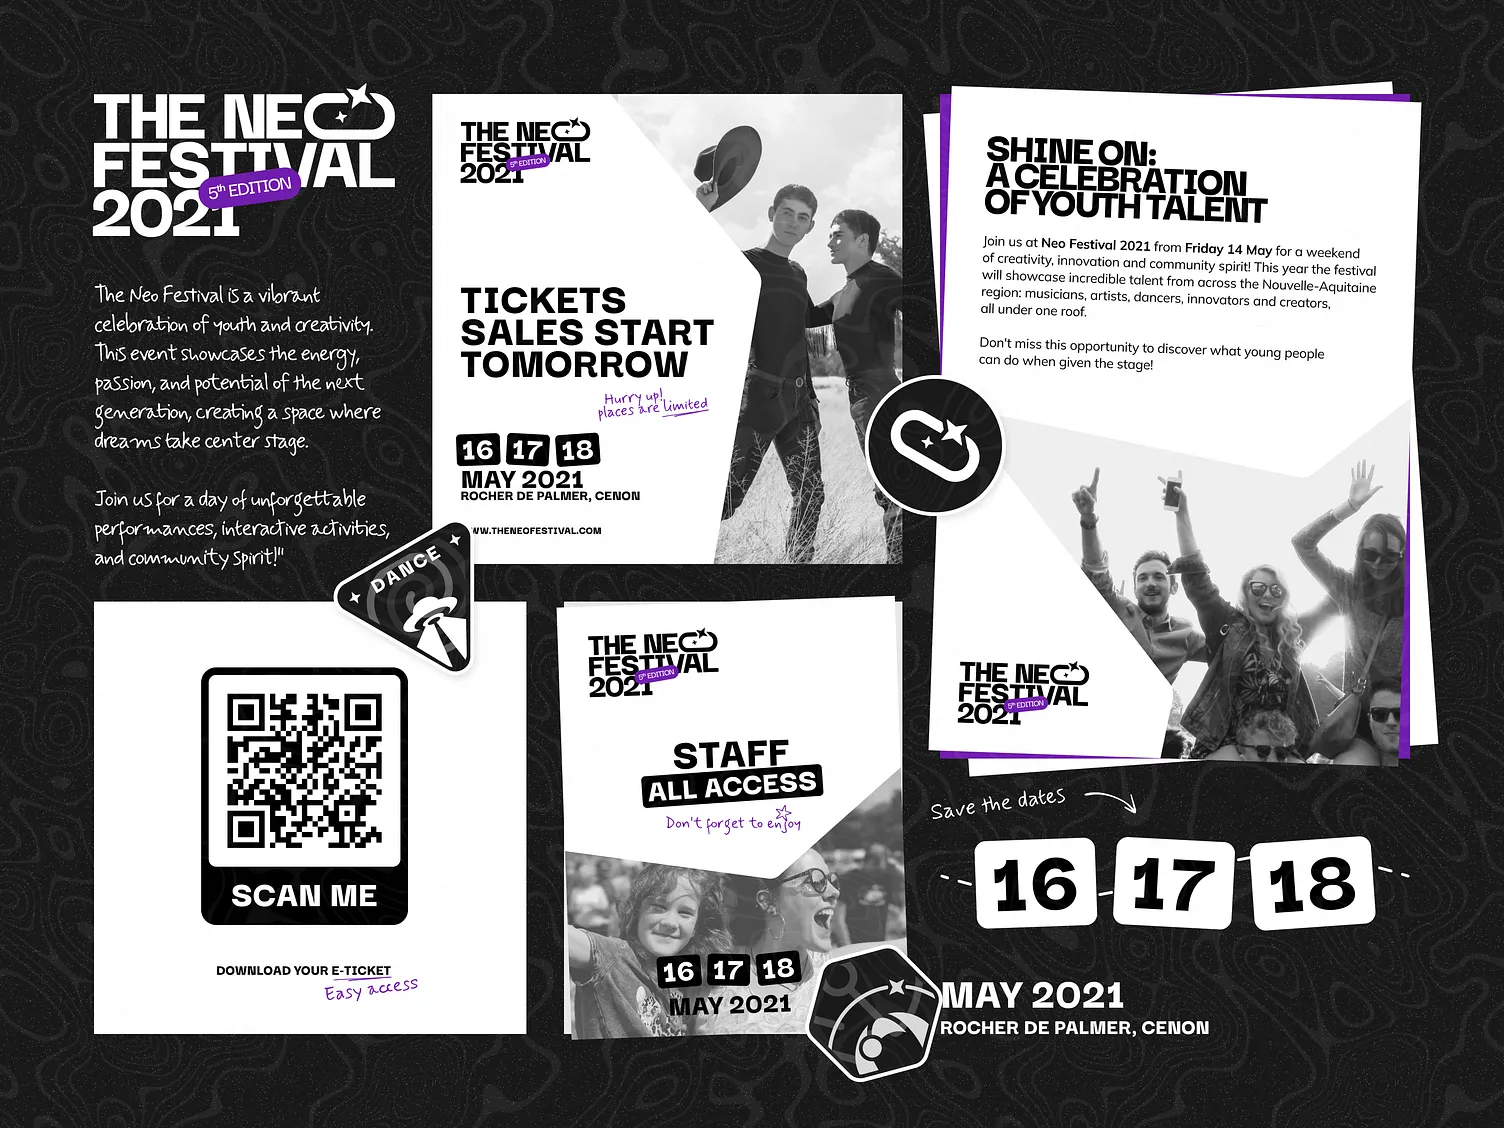 THE NEO
FESTIVAL
5th EDITION
2021
The Neo Festival is a vibrant
celebration of youth and creativity.
This event showcases the energy,
passion, and potential of the next
generation, creating a space where
dreams take center stage.
Join us for a day of unforgettable
performances, interactive activities,
and community spirit!"
THE NEO
FESTIVAL
5th EDITION
2021
TICKETS
SALES START
TOMORROW
Hurry up!
places are limited
16 17 18
MAY 2021
ROCHER DE PALMER, CENON
WWW.THENEOFESTIVAL.COM
SHINE ON:
A CELEBRATION
OF YOUTH TALENT
Join us at Neo Festival 2021 from Friday 14 May for a weekend
of creativity, innovation and community spirit! This year the festival
will showcase incredible talent from across the Nouvelle-Aquitaine
region: musicians, artists, dancers, innovators and creators,
all under one roof.
Don't miss this opportunity to discover what young people
can do when given the stage!
THE NEO
FESTIVAL
5th EDITION
2021
DANCE
SCAN ME
DOWNLOAD YOUR E-TICKET
Easy access
THE NEO
FESTIVAL
5th EDITION
2021
STAFF
ALL ACCESS
Don't forget to enjoy
16 17 18
MAY 2021
Save the dates
16 17 18
MAY 2021
ROCHER DE PALMER, CENON